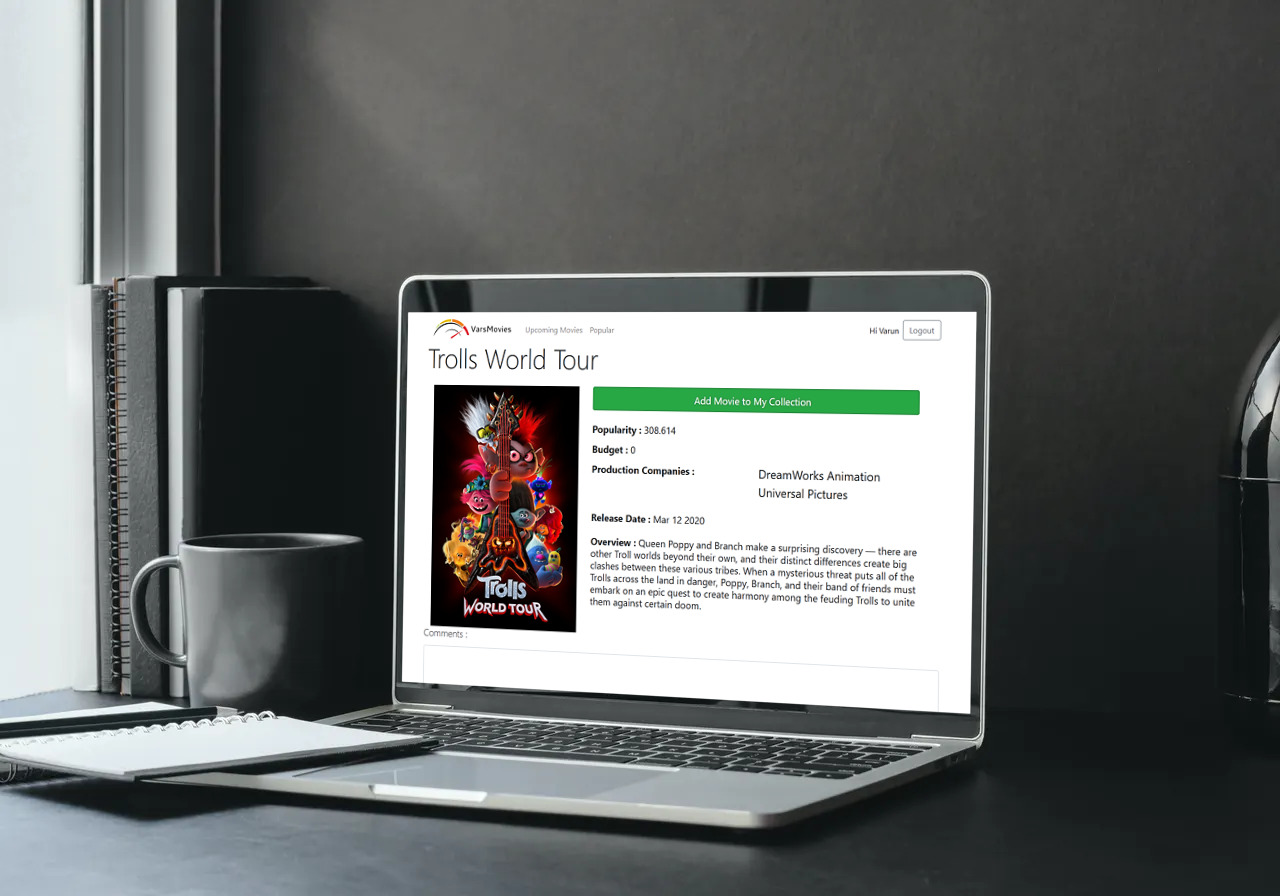 VarsMovies Upcoming Movies Popular Hi Varun Logout
Trolls World Tour
Add Movie to My Collection
Popularity : 308.614
Budget : 0
Production Companies :
DreamWorks Animation
Universal Pictures
Release Date : Mar 12 2020
Overview : Queen Poppy and Branch make a surprising discovery — there are
other Troll worlds beyond their own, and their distinct differences create big
clashes between these various tribes. When a mysterious threat puts all of the
Trolls across the land in danger, Poppy, Branch, and their band of friends must
embark on an epic quest to create harmony among the feuding Trolls to unite
them against certain doom.
Trolls
WORLD TOUR
Comments :